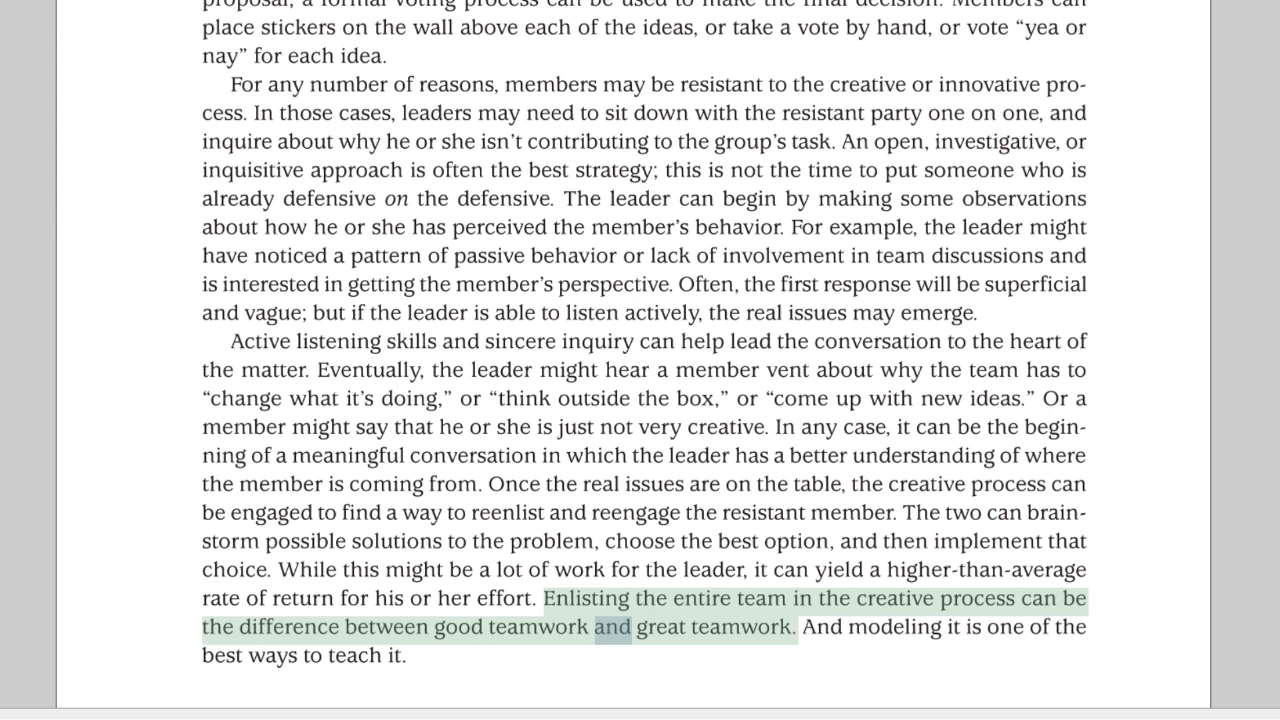 proposal, a formal voting process can be used to make the final decision. Members can
place stickers on the wall above each of the ideas, or take a vote by hand, or vote “yea or
nay” for each idea.
For any number of reasons, members may be resistant to the creative or innovative pro-
cess. In those cases, leaders may need to sit down with the resistant party one on one, and
inquire about why he or she isn’t contributing to the group’s task. An open, investigative, or
inquisitive approach is often the best strategy; this is not the time to put someone who is
already defensive on the defensive. The leader can begin by making some observations
about how he or she has perceived the member’s behavior. For example, the leader might
have noticed a pattern of passive behavior or lack of involvement in team discussions and
is interested in getting the member’s perspective. Often, the first response will be superficial
and vague; but if the leader is able to listen actively, the real issues may emerge.
Active listening skills and sincere inquiry can help lead the conversation to the heart of
the matter. Eventually, the leader might hear a member vent about why the team has to
“change what it’s doing,” or “think outside the box,” or “come up with new ideas.” Or a
member might say that he or she is just not very creative. In any case, it can be the begin-
ning of a meaningful conversation in which the leader has a better understanding of where
the member is coming from. Once the real issues are on the table, the creative process can
be engaged to find a way to reenlist and reengage the resistant member. The two can brain-
storm possible solutions to the problem, choose the best option, and then implement that
choice. While this might be a lot of work for the leader, it can yield a higher-than-average
rate of return for his or her effort. Enlisting the entire team in the creative process can be
the difference between good teamwork and great teamwork. And modeling it is one of the
best ways to teach it.